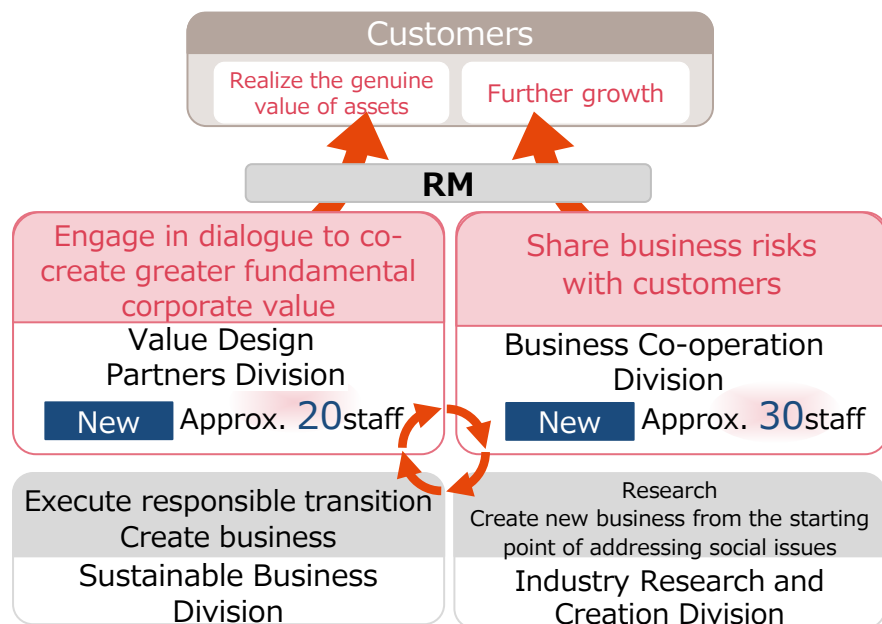 Customers
Realize the genuine
value of assets
Further growth
RM
Engage in dialogue to co-
create greater fundamental
corporate value
Value Design
Partners Division
New Approx. 20staff
Share business risks
with customers
Business Co-operation
Division
New Approx. 30staff
Execute responsible transition
Create business
Sustainable Business
Division
Research
Create new business from the starting
point of addressing social issues
Industry Research and
Creation Division